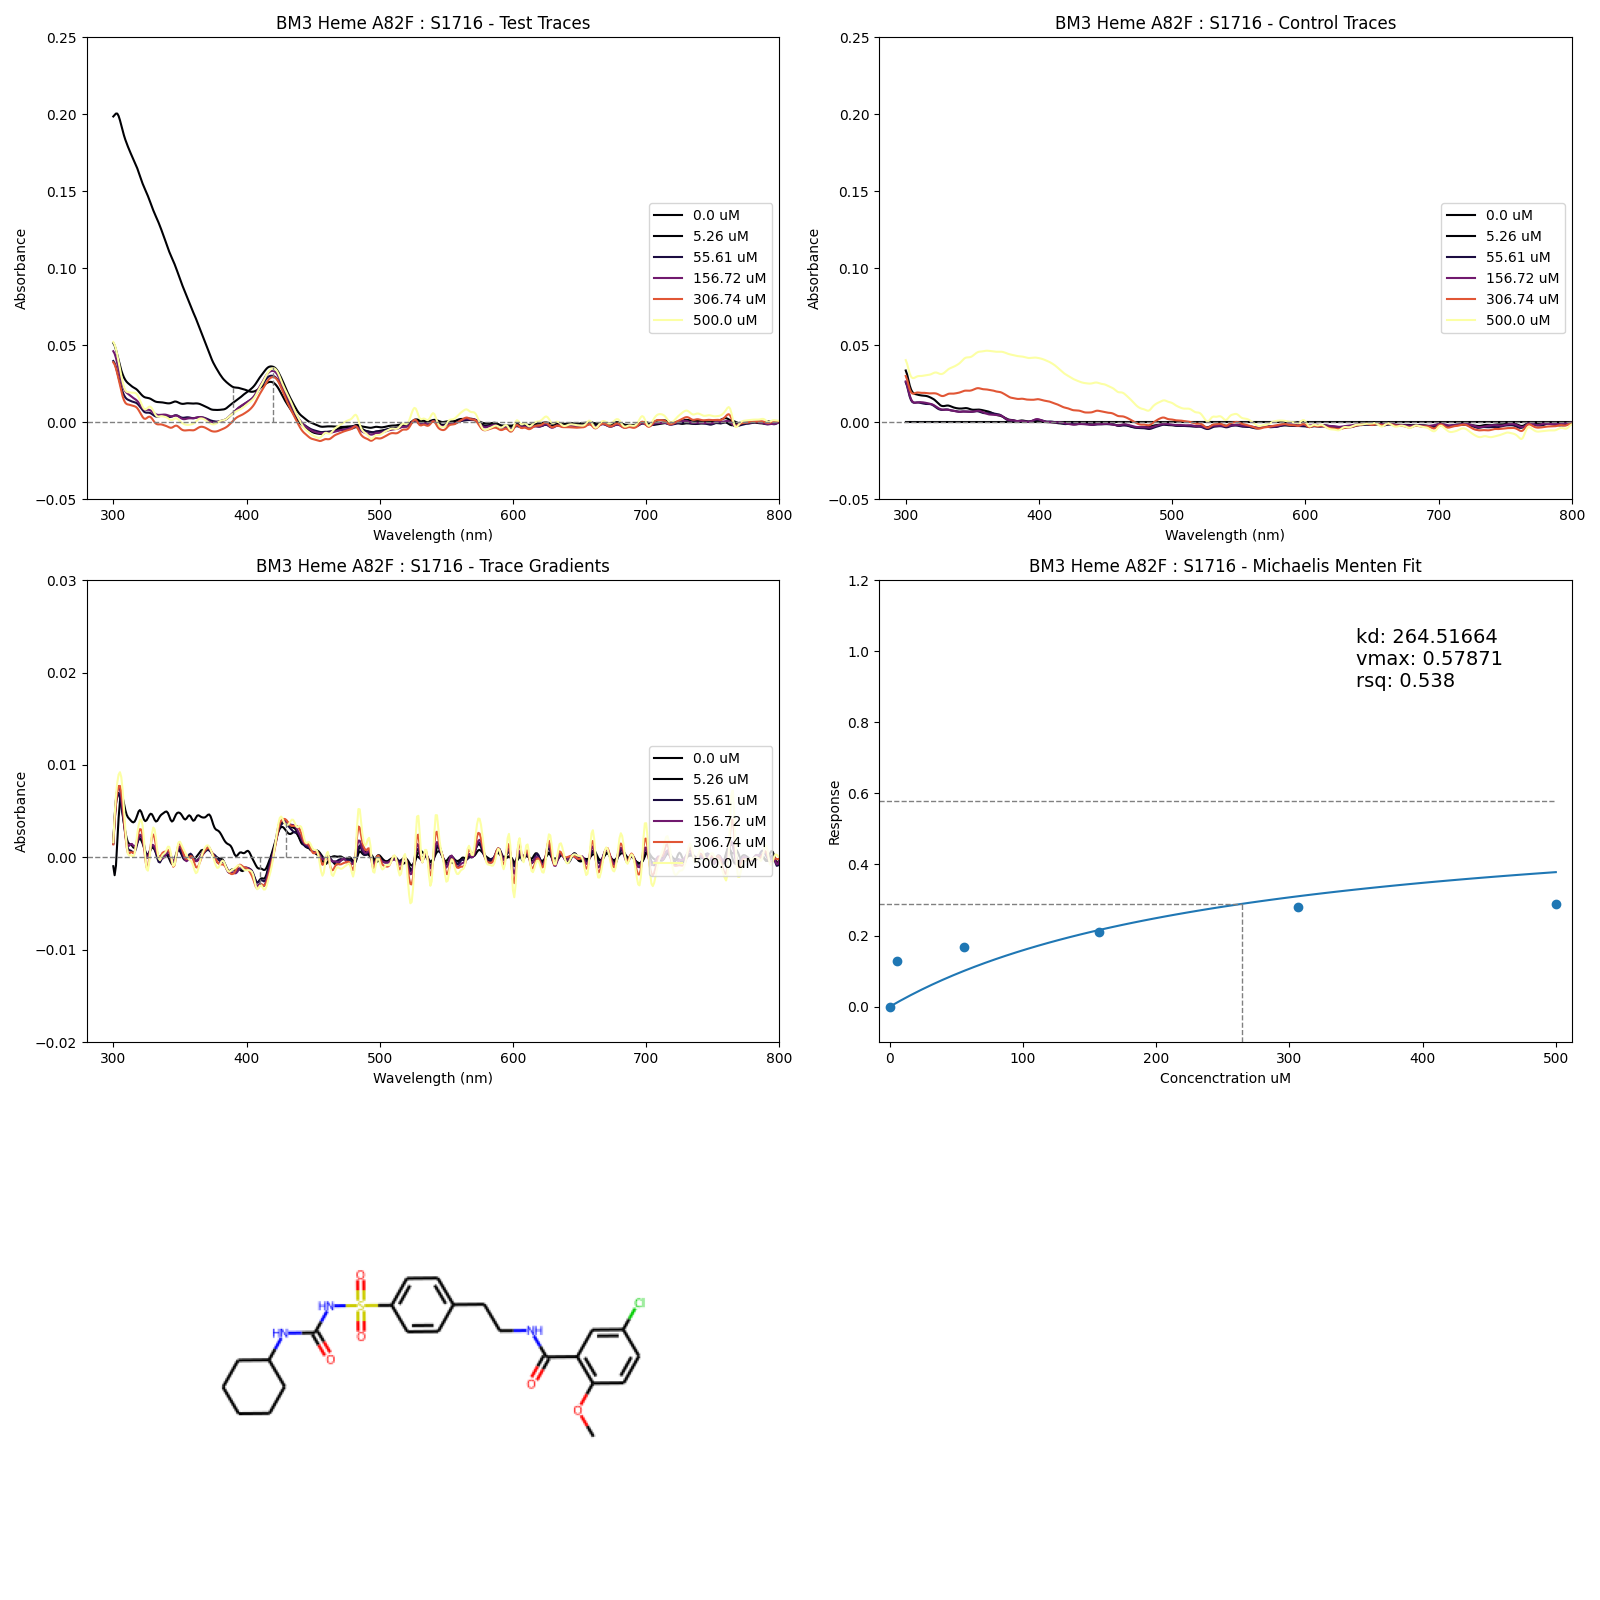 BM3 Heme A82F : S1716 - Test Traces
0.25
0.20
0.15
0.10
0.05
0.00
−0.05
Absorbance
300
400
500
600
700
800
Wavelength (nm)
0.0 uM
5.26 uM
55.61 uM
156.72 uM
306.74 uM
500.0 uM
BM3 Heme A82F : S1716 - Control Traces
0.25
0.20
0.15
0.10
0.05
0.00
−0.05
Absorbance
300
400
500
600
700
800
Wavelength (nm)
0.0 uM
5.26 uM
55.61 uM
156.72 uM
306.74 uM
500.0 uM
BM3 Heme A82F : S1716 - Trace Gradients
0.03
0.02
0.01
0.00
−0.01
−0.02
Absorbance
300
400
500
600
700
800
Wavelength (nm)
0.0 uM
5.26 uM
55.61 uM
156.72 uM
306.74 uM
500.0 uM
BM3 Heme A82F : S1716 - Michaelis Menten Fit
1.2
1.0
0.8
0.6
0.4
0.2
0.0
Response
0
100
200
300
400
500
Concenctration uM
kd: 264.51664
vmax: 0.57871
rsq: 0.538
O
HN
S
O
HN
O
NH
O
Cl
O